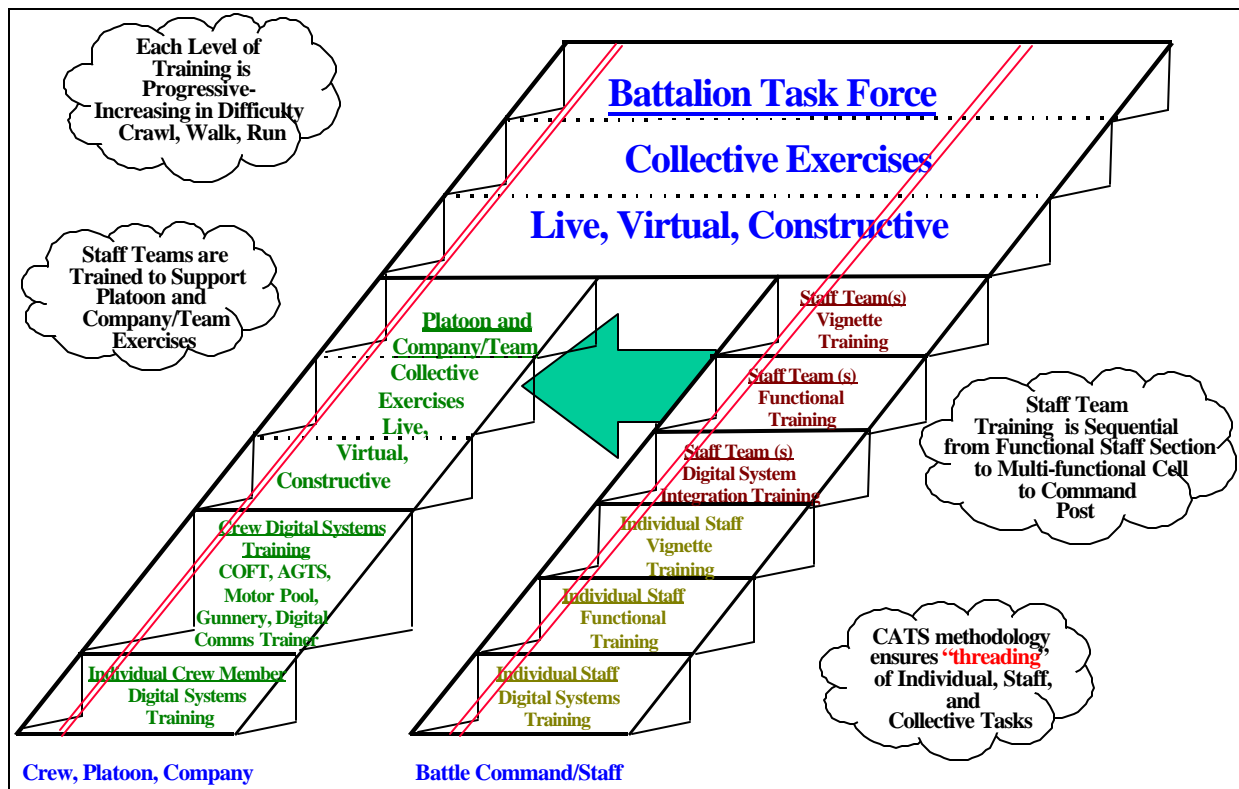 Each Level of
Training is
Progressive-
Increasing in Difficulty
Crawl, Walk, Run
Staff Teams are
Trained to Support
Platoon and
Company/Team
Exercises
Battalion Task Force
Collective Exercises
Live, Virtual, Constructive
Platoon and
Company/Team
Collective
Exercises
Live,
Virtual,
Constructive
Crew Digital Systems
Training
COFT, AGTS,
Motor Pool,
Gunnery, Digital
Comms Trainer
Individual Crew Member
Digital Systems
Training
Crew, Platoon, Company
Staff Team(s)
Vignette
Training
Staff Team (s)
Functional
Training
Staff Team (s)
Digital System
Integration Training
Individual Staff
Vignette
Training
Individual Staff
Functional
Training
Individual Staff
Digital Systems
Training
Battle Command/Staff
Staff Team
Training is Sequential
from Functional Staff Section
to Multi-functional Cell
to Command
Post
CATS methodology
ensures “threading”
of Individual, Staff,
and
Collective Tasks